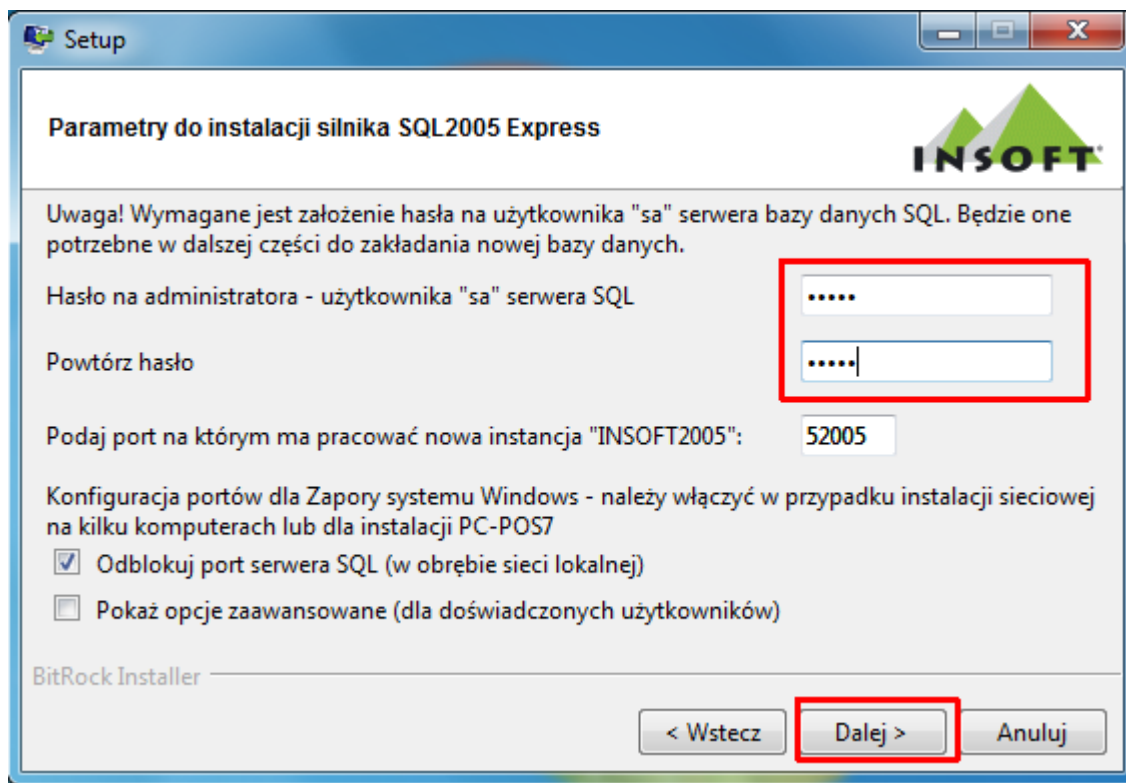 Setup
Parametry do instalacji silnika SQL2005 Express
INSOFT
Uwaga! Wymagane jest założenie hasła na użytkownika "sa" serwera bazy danych SQL. Będzie one
potrzebne w dalszej części do zakładania nowej bazy danych.
Hasło na administratora - użytkownika "sa" serwera SQL •••••
Powtórz hasło •••••
Podaj port na którym ma pracować nowa instancja "INSOFT2005": 52005
Konfiguracja portów dla Zapory systemu Windows - należy włączyć w przypadku instalacji sieciowej
na kilku komputerach lub dla instalacji PC-POS7
Odblokuj port serwera SQL (w obrębie sieci lokalnej)
Pokaż opcje zaawansowane (dla doświadczonych użytkowników)
BitRock Installer
< Wstecz Dalej > Anuluj